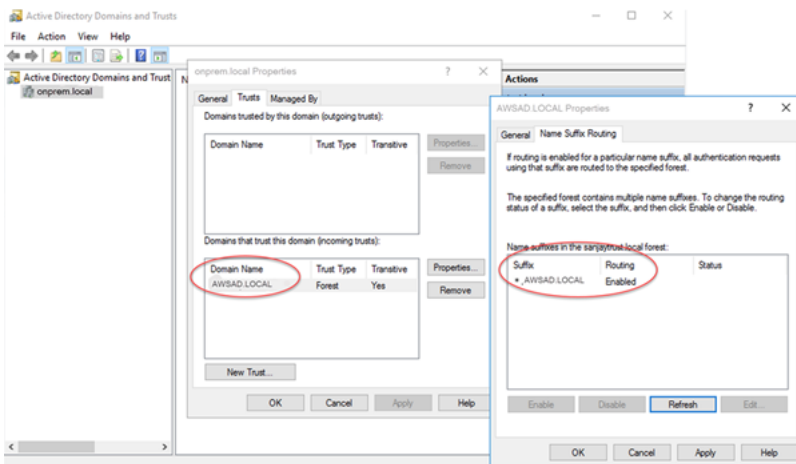 Active Directory Domains and Trusts
File Action View Help
Active Directory Domains and Trust
onprem.local
N
Actions
onprem.local Properties
General Trusts Managed By
Domains trusted by this domain (outgoing trusts):
Domain Name Trust Type Transitive
Properties...
Remove
Domains that trust this domain (incoming trusts):
Domain Name Trust Type Transitive
AWSAD.LOCAL Forest Yes
Properties...
Remove
New Trust...
OK Cancel Apply Help
AWSAD.LOCAL Properties
General Name Suffix Routing
If routing is enabled for a particular name suffix, all authentication requests
using that suffix are routed to the specified forest.
The specified forest contains multiple name suffixes. To change the routing
status of a suffix, select the suffix, and then click Enable or Disable.
Name suffixes in the sanjaytrust.local forest:
Suffix Routing Status
*.AWSAD.LOCAL Enabled
Enable Disable Refresh Edit...
OK Cancel Apply Help